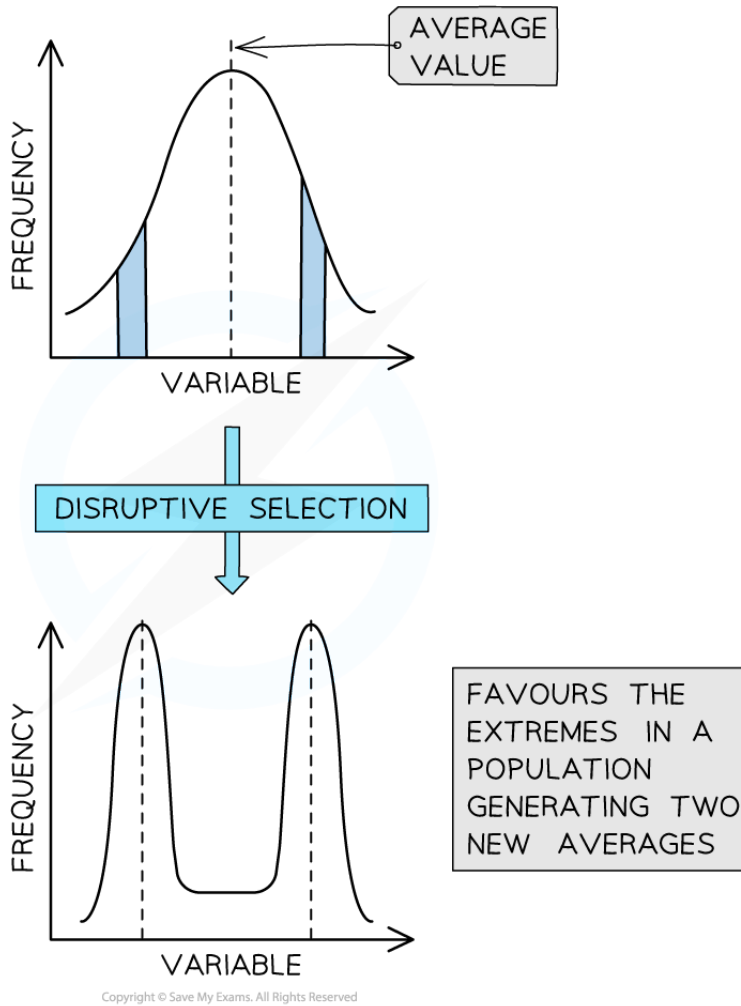 AVERAGE
VALUE
FREQUENCY
VARIABLE
DISRUPTIVE SELECTION
FREQUENCY
VARIABLE
FAVOURS THE
EXTREMES IN A
POPULATION
GENERATING TWO
NEW AVERAGES
Copyright © Save My Exams. All Rights Reserved